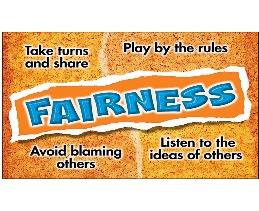 Take turns
and share
Play by the rules
FAIRNESS
Avoid blaming
others
Listen to the
ideas of others